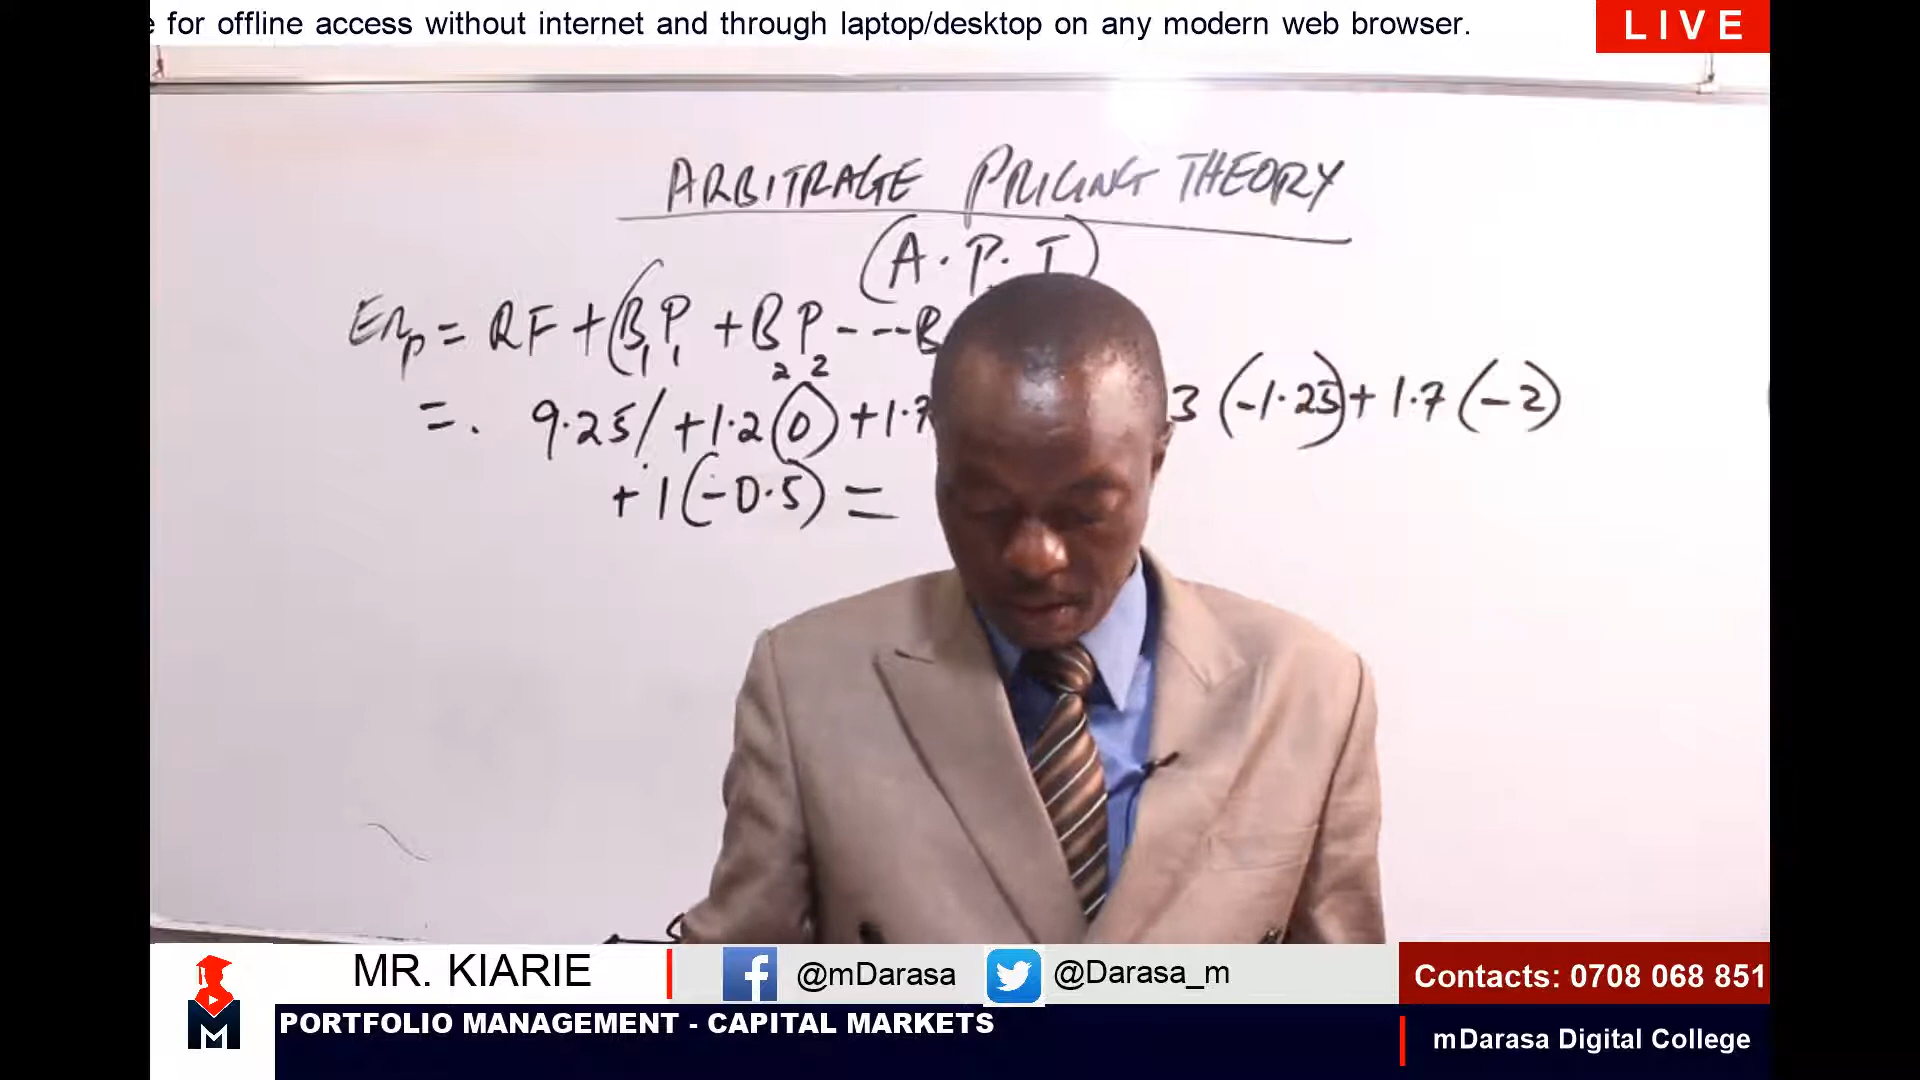 for offline access without internet and through laptop/desktop on any modern web browser.
LIVE
ARBITRAGE PRICING THEORY
(A.P.T)
ERp = RF + (B1P1 + B2P2 - - - B
= . 9.25/ + 1.2(0) + 1.7 3 (-1.25) + 1.7 (-2)
+ 1 (-0.5) =
MR. KIARIE
@mDarasa
@Darasa_m
Contacts: 0708 068 851
M
PORTFOLIO MANAGEMENT - CAPITAL MARKETS
mDarasa Digital College